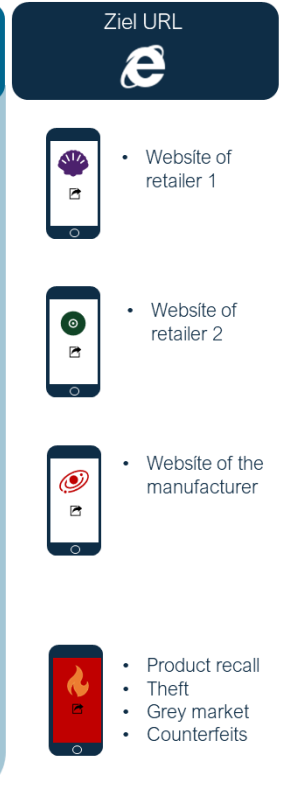 Ziel URL
• Websíte of
retailer 1
• Websíte of
retailer 2
• Websíte of the
manufacturer
• Product recall
• Theft
• Grey market
• Counterfeits